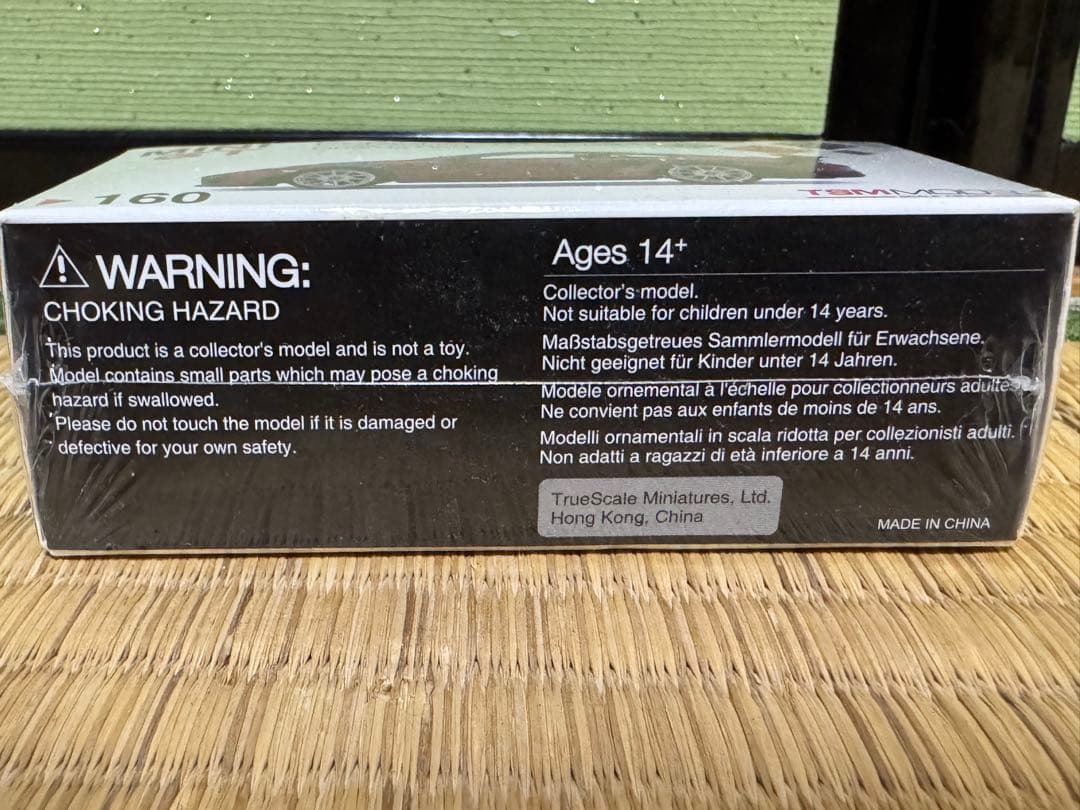 160
TSM MODEL
WARNING:
CHOKING HAZARD
This product is a collector's model and is not a toy.
Model contains small parts which may pose a choking
hazard if swallowed.
Please do not touch the model if it is damaged or
defective for your own safety.
Ages 14+
Collector's model.
Not suitable for children under 14 years.
Maßstabsgetreues Sammlermodell für Erwachsene.
Nicht geeignet für Kinder unter 14 Jahren.
Modèle ornemental à l'échelle pour collectionneurs adultes.
Ne convient pas aux enfants de moins de 14 ans.
Modelli ornamentali in scala ridotta per collezionisti adulti.
Non adatti a ragazzi di età inferiore a 14 anni.
TrueScale Miniatures, Ltd.
Hong Kong, China
MADE IN CHINA